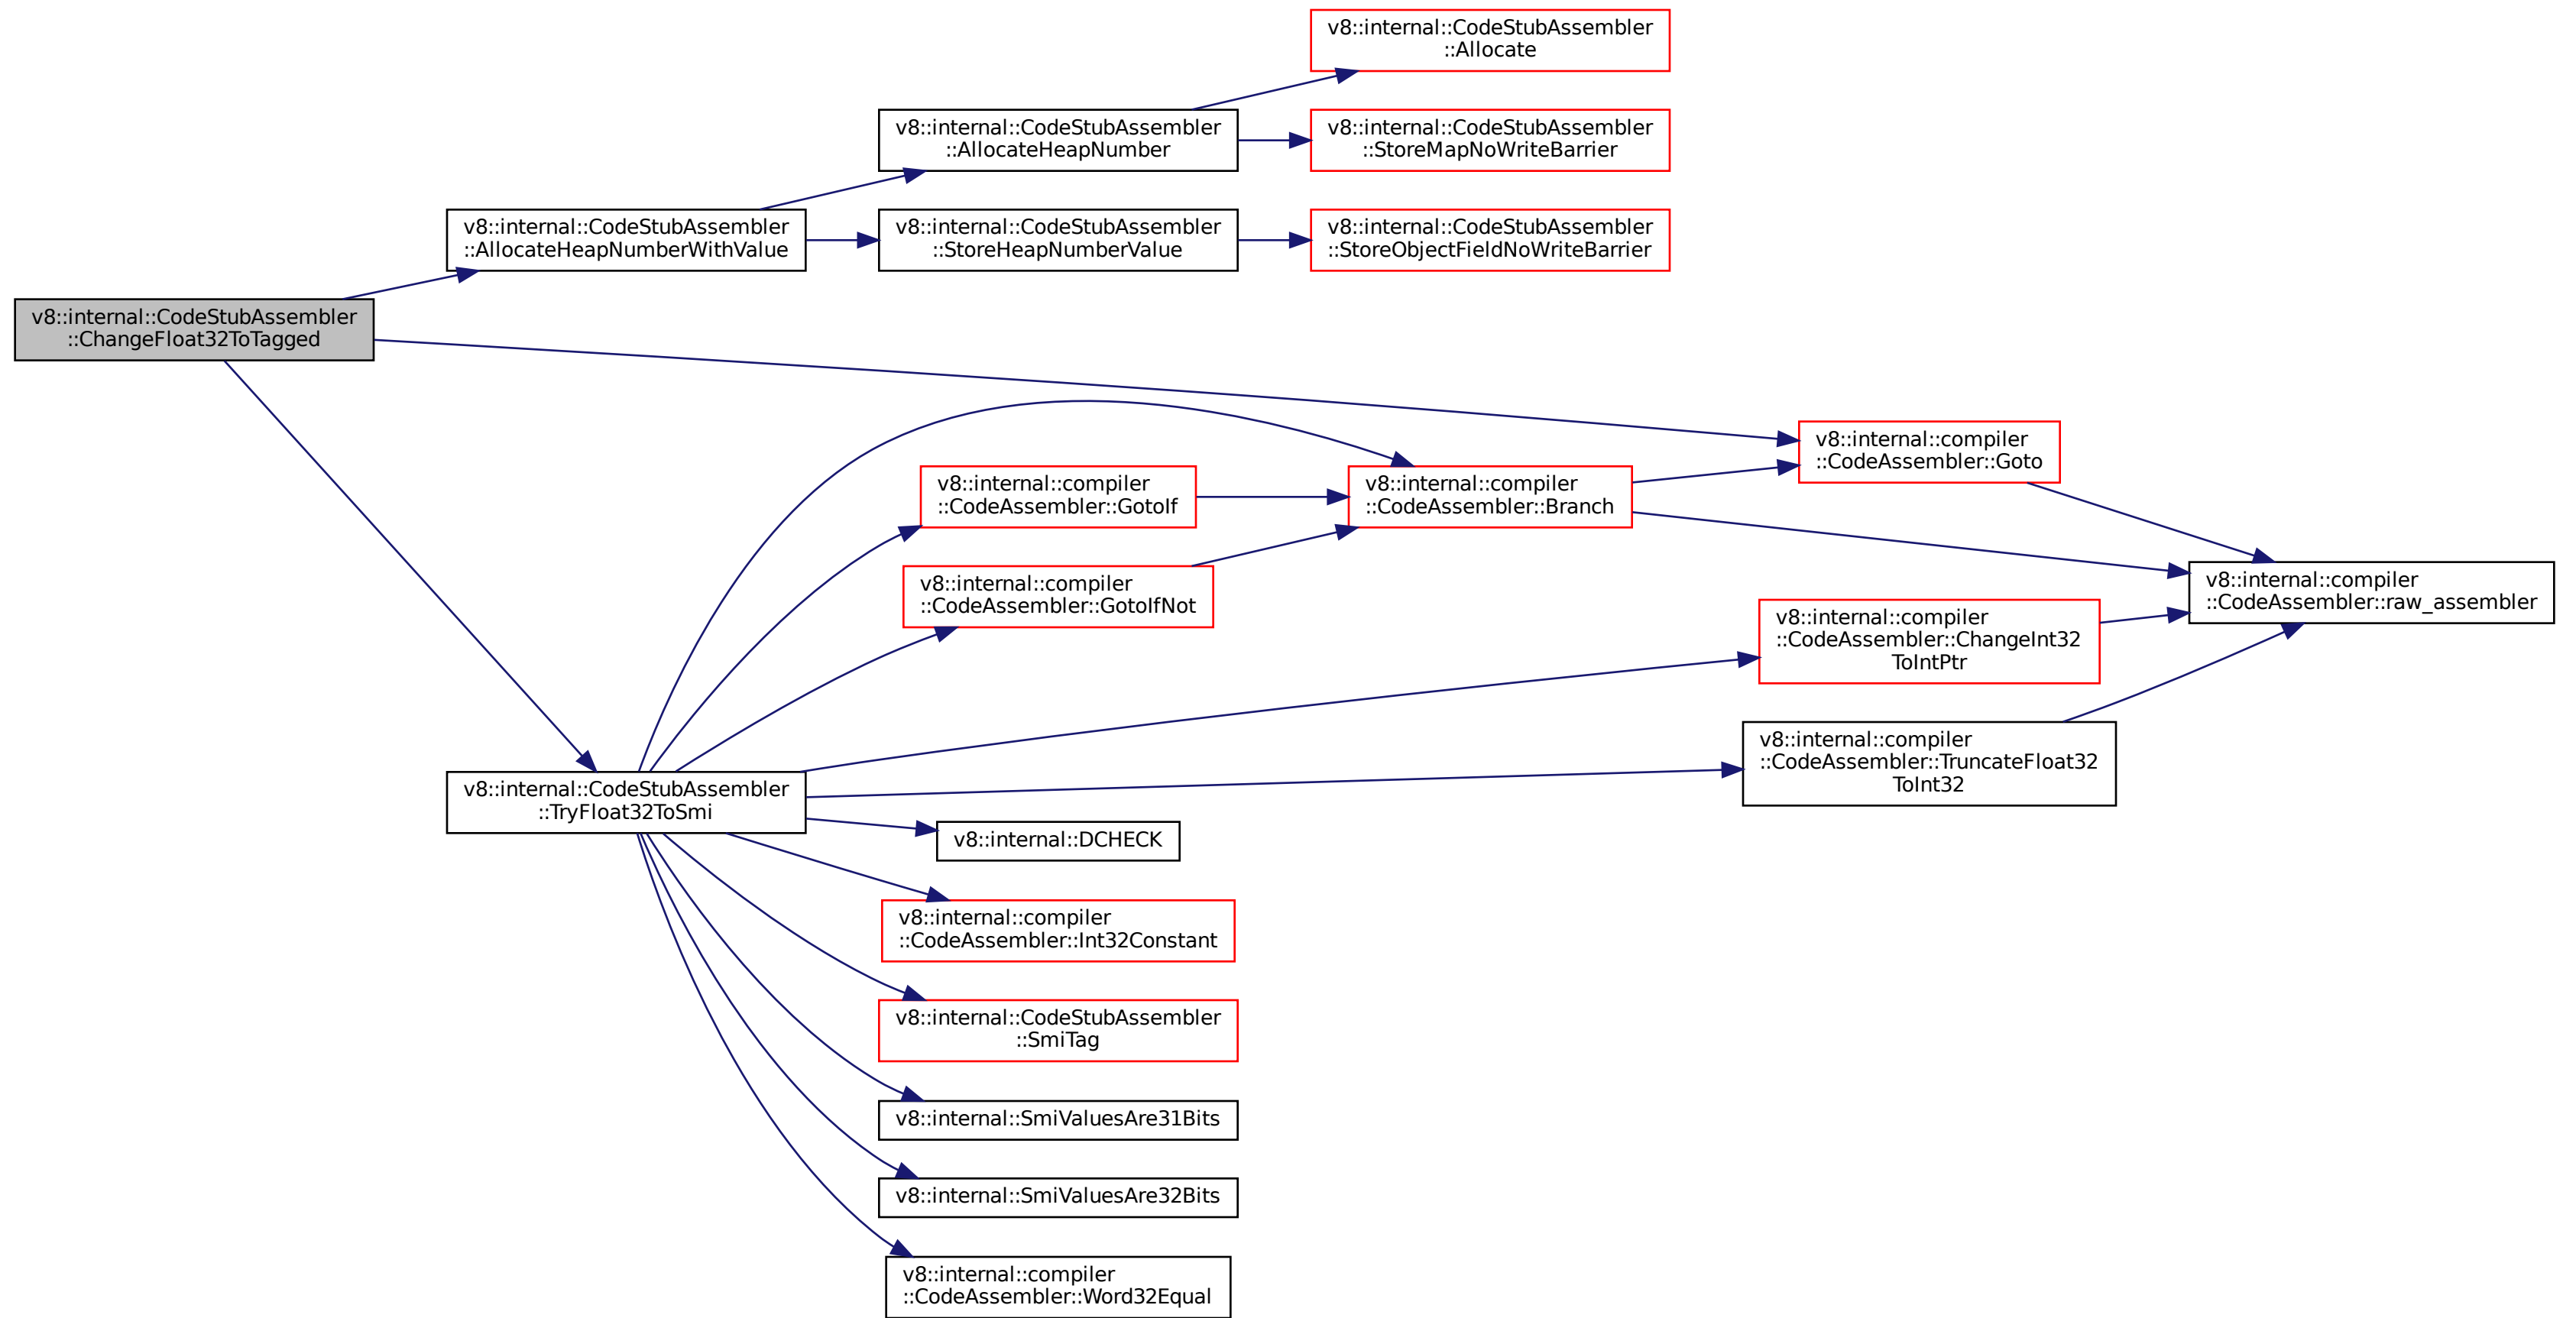 v8::internal::CodeStubAssembler
::Allocate
v8::internal::CodeStubAssembler
::AllocateHeapNumber
v8::internal::CodeStubAssembler
::StoreMapNoWriteBarrier
v8::internal::CodeStubAssembler
::AllocateHeapNumberWithValue
v8::internal::CodeStubAssembler
::StoreHeapNumberValue
v8::internal::CodeStubAssembler
::StoreObjectFieldNoWriteBarrier
v8::internal::CodeStubAssembler
::ChangeFloat32ToTagged
v8::internal::compiler
::CodeAssembler::Goto
v8::internal::compiler
::CodeAssembler::GotoIf
v8::internal::compiler
::CodeAssembler::Branch
v8::internal::compiler
::CodeAssembler::GotoIfNot
v8::internal::compiler
::CodeAssembler::raw_assembler
v8::internal::compiler
::CodeAssembler::ChangeInt32
ToIntPtr
v8::internal::compiler
::CodeAssembler::TruncateFloat32
ToInt32
v8::internal::CodeStubAssembler
::TryFloat32ToSmi
v8::internal::DCHECK
v8::internal::compiler
::CodeAssembler::Int32Constant
v8::internal::CodeStubAssembler
::SmiTag
v8::internal::SmiValuesAre31Bits
v8::internal::SmiValuesAre32Bits
v8::internal::compiler
::CodeAssembler::Word32Equal